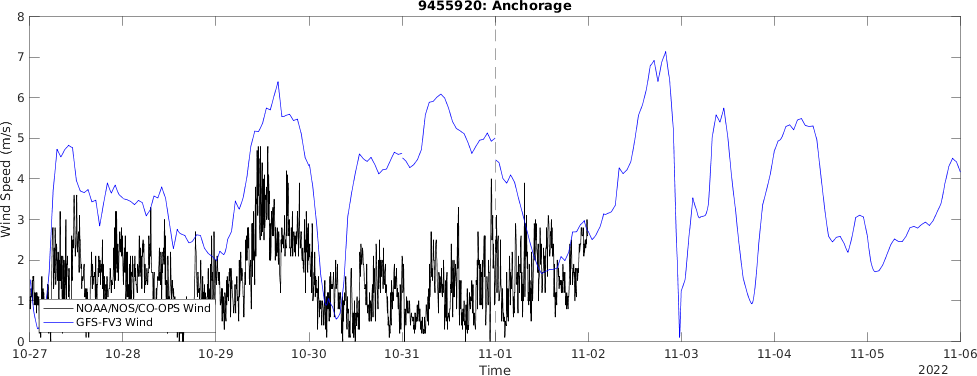 9455920: Anchorage
8
7
6
5
4
3
2
1
0
Wind Speed (m/s)
NOAA/NOS/CO-OPS Wind
GFS-FV3 Wind
10-27 10-28 10-29 10-30 10-31 11-01 11-02 11-03 11-04 11-05 11-06
Time
2022